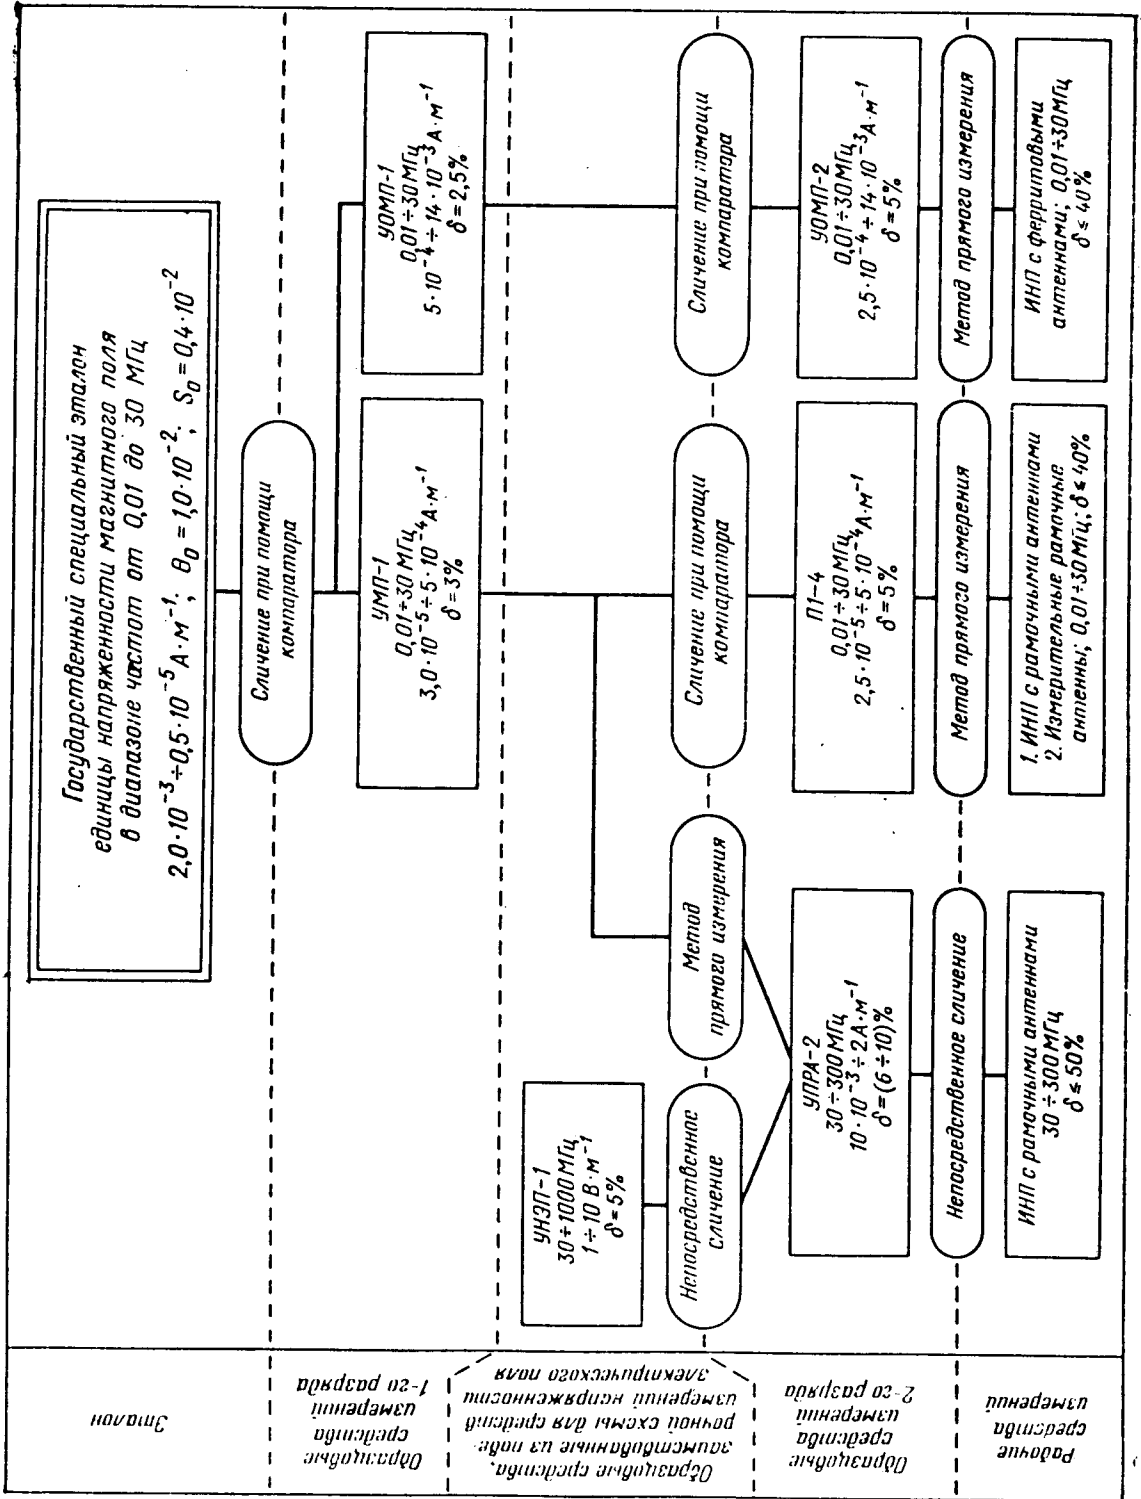 Государственный специальный эталон
единицы напряженности магнитного поля
в диапазоне частот от 0,01 до 30 МГц
2,0·10⁻³÷0,5·10⁻⁵ А·м⁻¹; θ₀=1,0·10⁻²; S₀=0,4·10⁻²
Сличение при помощи
компаратора
УМП-1
0,01÷30 МГц,
3,0·10⁻⁵÷5·10⁻⁴ А·м⁻¹
δ=3%
УОМП-1
0,01÷30 МГц,
5·10⁻⁴÷14·10⁻³ А·м⁻¹
δ=2,5%
УНЭП-1
30÷1000 МГц
1÷10 В·м⁻¹
δ=5%
Непосредственное
сличение
Метод
прямого измерения
Сличение при помощи
компаратора
Сличение при помощи
компаратора
УПРА-2
30÷300 МГц
10·10⁻³÷2 А·м⁻¹
δ=(6÷10)%
П1-4
0,01÷30 МГц,
2,5·10⁻⁵÷5·10⁻⁴ А·м⁻¹
δ=5%
УОМП-2
0,01÷30 МГц,
2,5·10⁻⁴÷14·10⁻³ А·м⁻¹
δ=5%
Непосредственное сличение
Метод прямого измерения
Метод прямого измерения
ИНП с рамочными антеннами
30÷300 МГц
δ≤50%
1. ИНП с рамочными антеннами
2. Измерительные рамочные
антенны; 0,01÷30 МГц; δ≤40%
ИНП с ферритовыми
антеннами; 0,01÷30 МГц
δ≤40%
Эталон
Образцовые
средства
измерений
1-го разряда
Образцовые средства,
заимствованные из пове-
рочной схемы для средств
измерений напряженности
электрического поля
Образцовые
средства
измерений
2-го разряда
Рабочие
средства
измерений